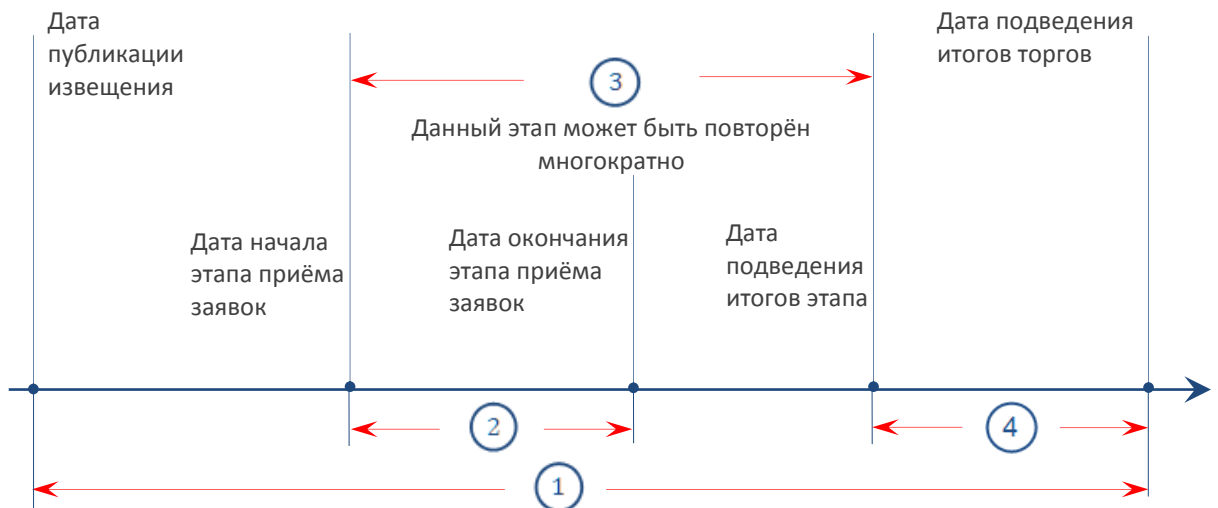 Дата
публикации
извещения
Дата подведения
итогов торгов
3
Данный этап может быть повторён
многократно
Дата начала
этапа приёма
заявок
Дата окончания
этапа приёма
заявок
Дата
подведения
итогов этапа
2
4
1